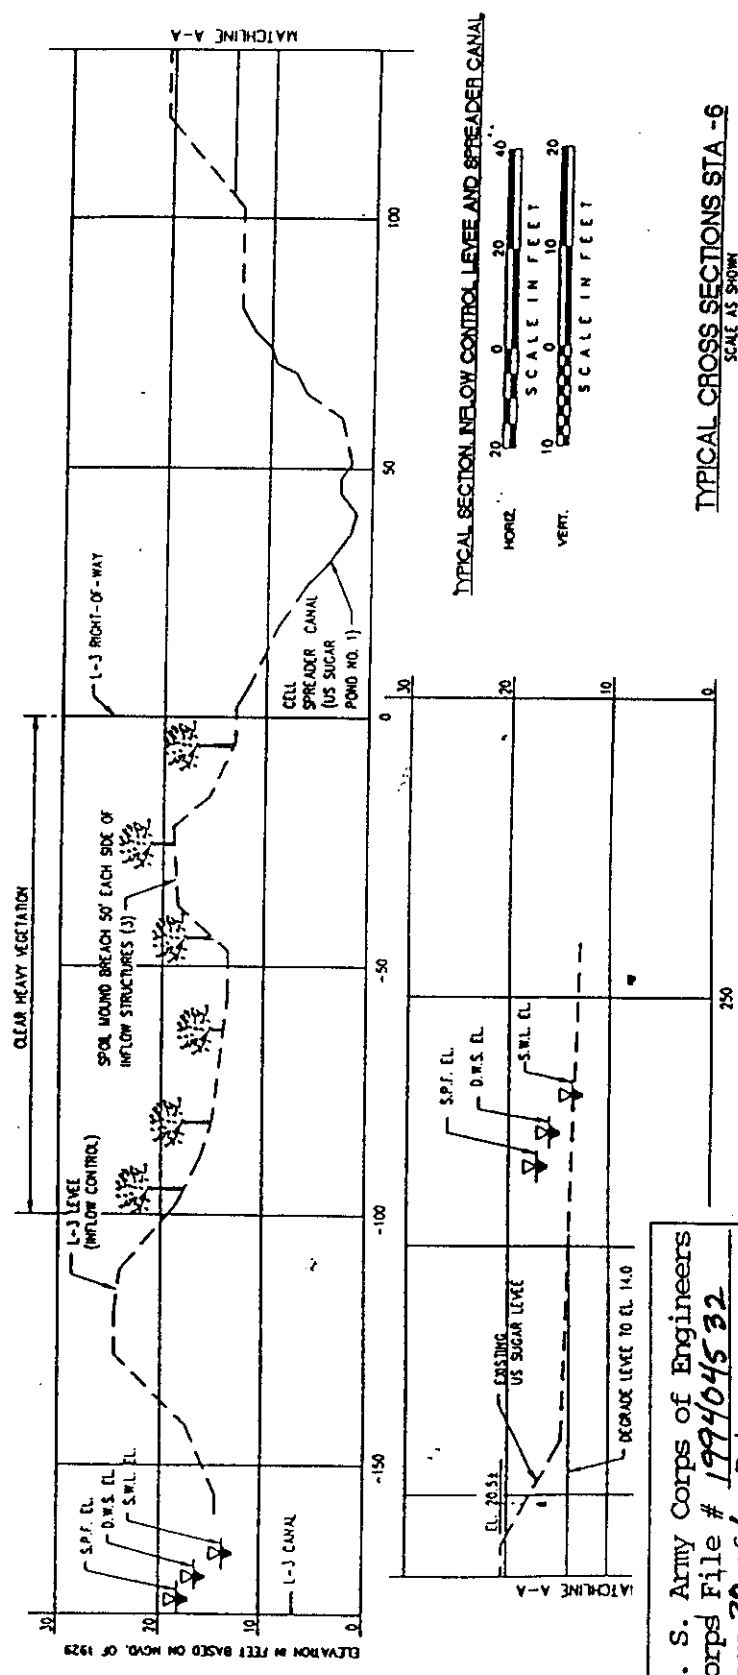 CLEAR HEAVY VEGETATION
L-3 LEVEE
(INFLOW CONTROL)
SPOIL MOUND BREACH 50' EACH SIDE OF
INFLOW STRUCTURES (3)
L-3 RIGHT-OF-WAY
MATCHLINE A-A
S.P.F. EL.
D.W.S. EL.
S.W.L. EL.
L-3 CANAL
CELL
SPREADER CANAL
(US SUGAR
POND NO. 1)
ELEVATION IN FEET BASED ON NGVD. OF 1929
30
20
10
0
-150
-100
-50
0
50
100
EL. 20.5±
EXISTING
US SUGAR LEVEE
S.P.F. EL.
D.W.S. EL.
S.W.L. EL.
DEGRADE LEVEE TO EL. 14.0
MATCHLINE A-A
30
20
10
0
250
TYPICAL SECTION, INFLOW CONTROL LEVEE AND SPREADER CANAL
HORIZ.
20 0 20 40
SCALE IN FEET
VERT.
10 0 10 20
SCALE IN FEET
TYPICAL CROSS SECTIONS STA-6
SCALE AS SHOWN
. S. Army Corps of Engineers
orps File # 199404532